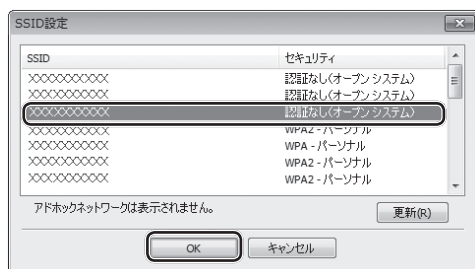 SSID設定
SSID セキュリティ
XXXXXXXXXX 認証なし(オープン システム)
XXXXXXXXXX 認証なし(オープン システム)
XXXXXXXXXX 認証なし(オープン システム)
XXXXXXXXXX WPA2 - パーソナル
XXXXXXXXXX WPA - パーソナル
XXXXXXXXXX WPA2 - パーソナル
XXXXXXXXXX WPA2 - パーソナル
アドホックネットワークは表示されません。 更新(R)
OK キャンセル